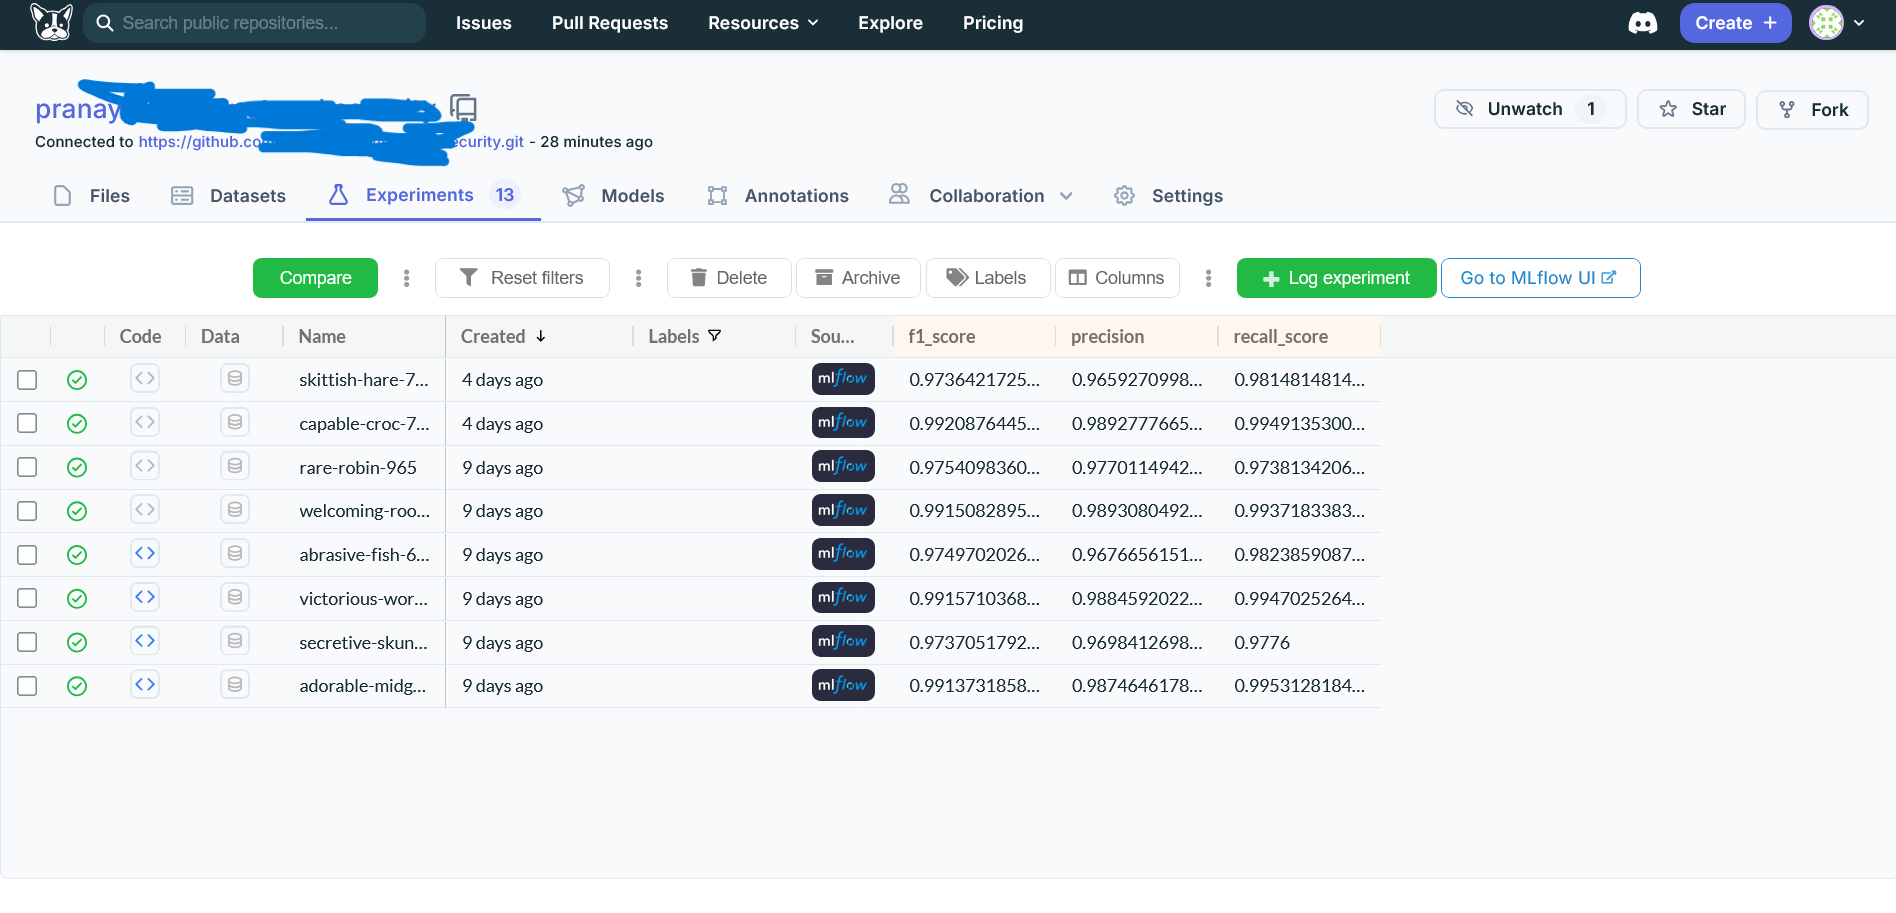 Search public repositories...
Issues
Pull Requests
Resources
Explore
Pricing
Create +
pranay
Unwatch 1
Star
Fork
Connected to https://github.co ecurity.git - 28 minutes ago
Files
Datasets
Experiments 13
Models
Annotations
Collaboration
Settings
Compare
Reset filters
Delete
Archive
Labels
Columns
+ Log experiment
Go to MLflow UI
Code Data Name Created ↓ Labels Sou... f1_score precision recall_score
skittish-hare-7... 4 days ago mlflow 0.9736421725... 0.9659270998... 0.9814814814...
capable-croc-7... 4 days ago mlflow 0.9920876445... 0.9892777665... 0.9949135300...
rare-robin-965 9 days ago mlflow 0.9754098360... 0.9770114942... 0.9738134206...
welcoming-roo... 9 days ago mlflow 0.9915082895... 0.9893080492... 0.9937183383...
abrasive-fish-6... 9 days ago mlflow 0.9749702026... 0.9676656151... 0.9823859087...
victorious-wor... 9 days ago mlflow 0.9915710368... 0.9884592022... 0.9947025264...
secretive-skun... 9 days ago mlflow 0.9737051792... 0.9698412698... 0.9776
adorable-midg... 9 days ago mlflow 0.9913731858... 0.9874646178... 0.9953128184...